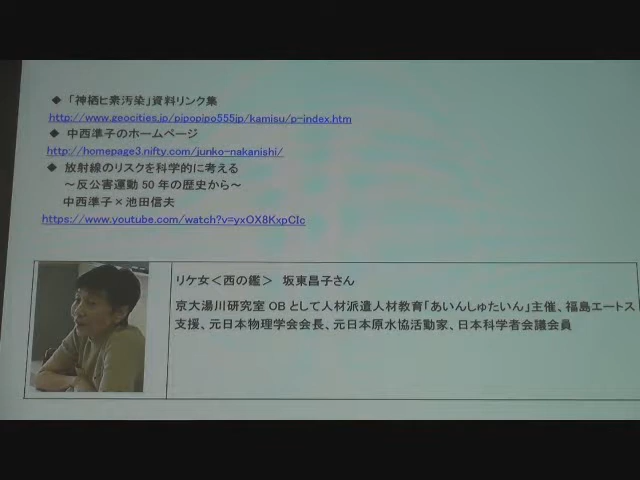 ◆ 「神栖ヒ素汚染」資料リンク集
http://www.geocities.jp/pipopipo555jp/kamisu/p-index.htm
◆ 中西準子のホームページ
http://homepage3.nifty.com/junko-nakanishi/
◆ 放射線のリスクを科学的に考える
～反公害運動50年の歴史から～
中西準子×池田信夫
https://www.youtube.com/watch?v=yxOX8KxpCIc
リケ女＜西の鑑＞ 坂東昌子さん
京大湯川研究室OBとして人材派遣人材教育「あいんしゅたいん」主催、福島エートス
支援、元日本物理学会会長、元日本原水協活動家、日本科学者会議会員